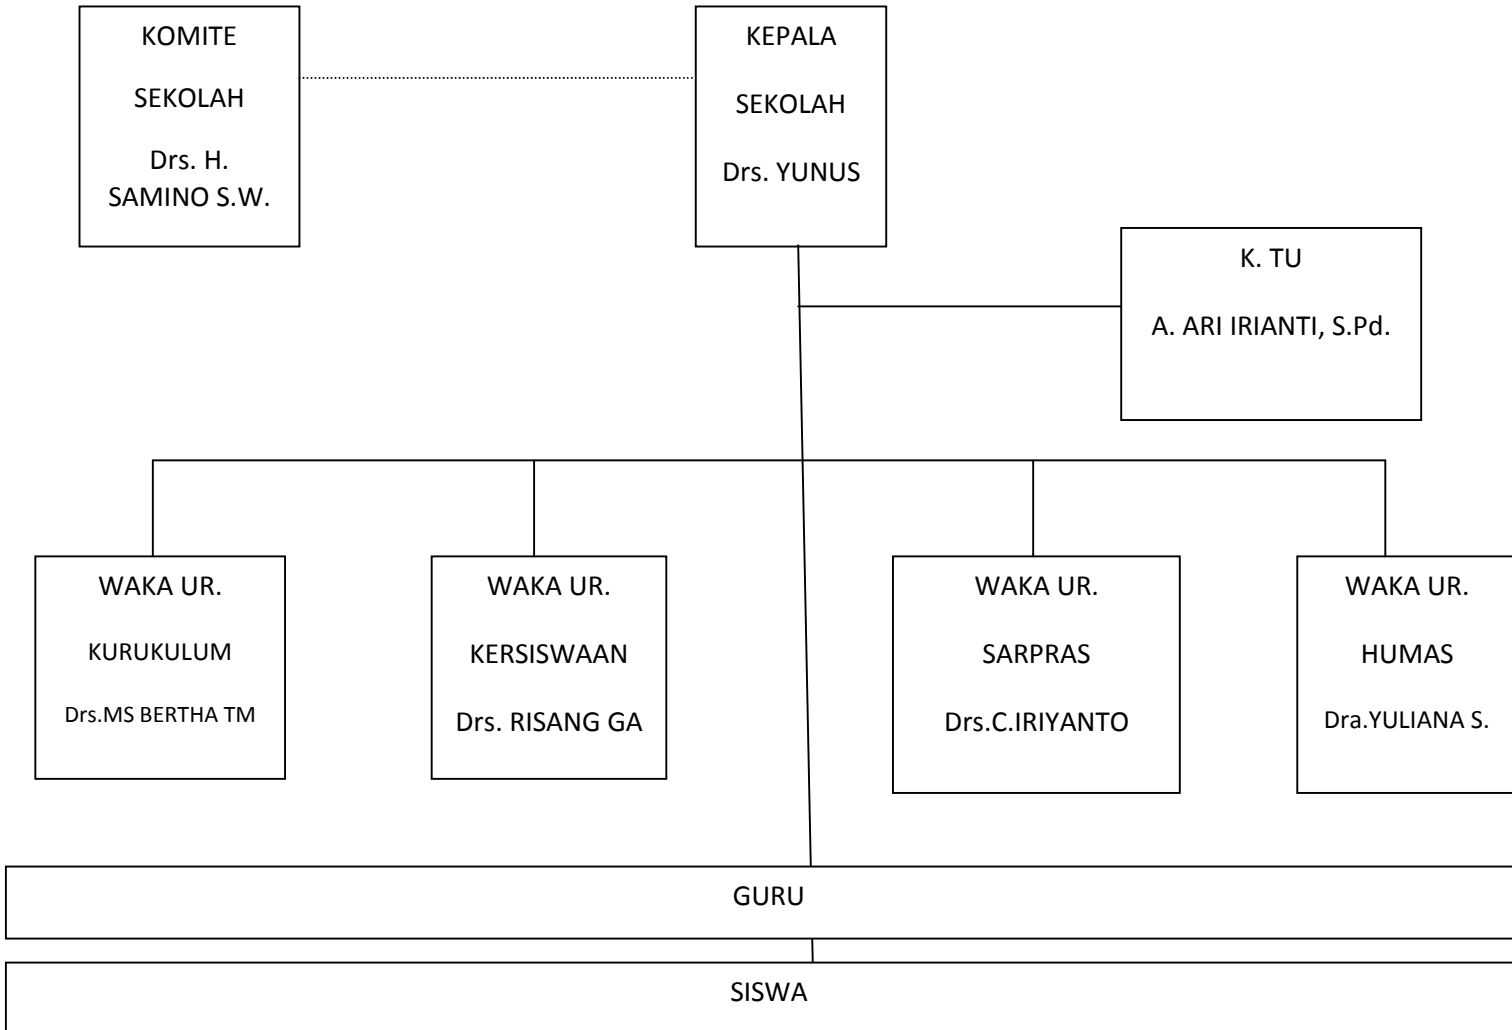 KOMITE
SEKOLAH
Drs. H.
SAMINO S.W.
KEPALA
SEKOLAH
Drs. YUNUS
K. TU
A. ARI IRIANTI, S.Pd.
WAKA UR.
KURUKULUM
Drs.MS BERTHA TM
WAKA UR.
KERSISWAAN
Drs. RISANG GA
WAKA UR.
SARPRAS
Drs.C.IRIYANTO
WAKA UR.
HUMAS
Dra.YULIANA S.
GURU
SISWA